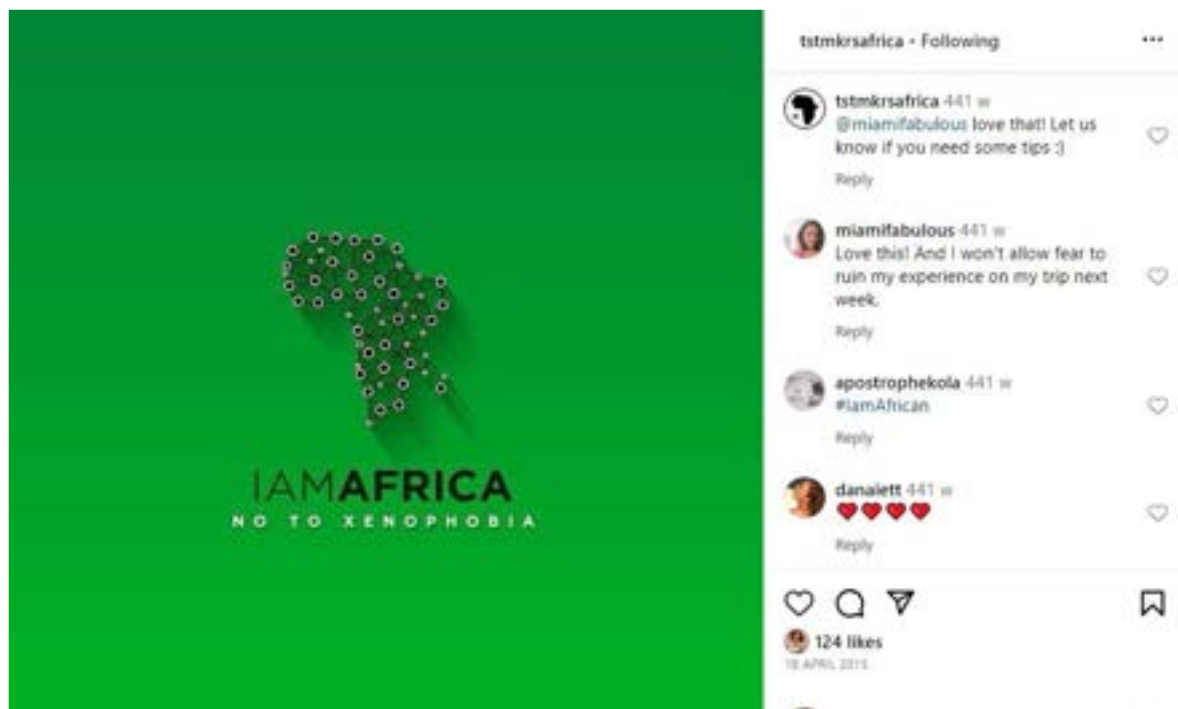 IAMAFRICA
NO TO XENOPHOBIA
tstmkrsafrica • Following
tstmkrsafrica 441 w
@miamifabulous love that! Let us
know if you need some tips :)
Reply
miamifabulous 441 w
Love this! And I won't allow fear to
ruin my experience on my trip next
week.
Reply
apostrophekola 441 w
#IamAfrican
Reply
danaiett 441 w
❤️❤️❤️❤️
Reply
124 likes
18 APRIL 2015